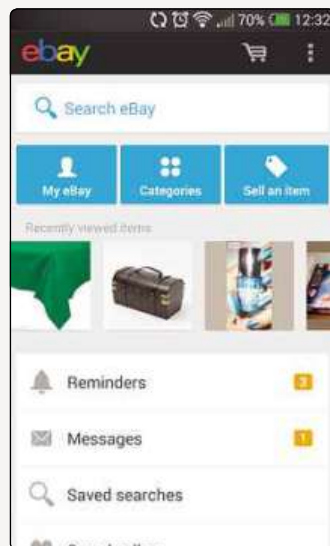 70% 12:32
ebay
Search eBay
My eBay Categories Sell an item
Recently viewed items
Reminders 3
Messages 1
Saved searches